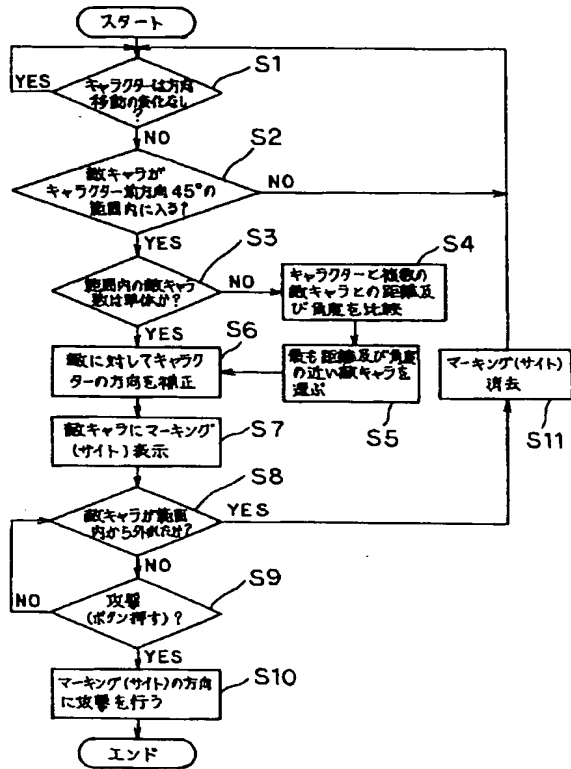 スタート
S1
キャラクターは方向
移動の変化なし
?
YES
NO
S2
敵キャラが
キャラクター前方向45°の
範囲内に入る?
NO
YES
S3
範囲内の敵キャラ
数は単体か?
NO
YES
S4
キャラクターと複数の
敵キャラとの距離及
び角度を比較
S5
最も距離及び角度
の近い敵キャラを
選ぶ
S6
敵に対してキャラク
ターの方向を補正
S7
敵キャラにマーキング
(サイト)表示
S8
敵キャラが範囲
内から外れたか?
YES
NO
S11
マーキング(サイト)
消去
S9
攻撃
(ボタン押す)?
NO
YES
S10
マーキング(サイト)の方向
に攻撃を行う
エンド